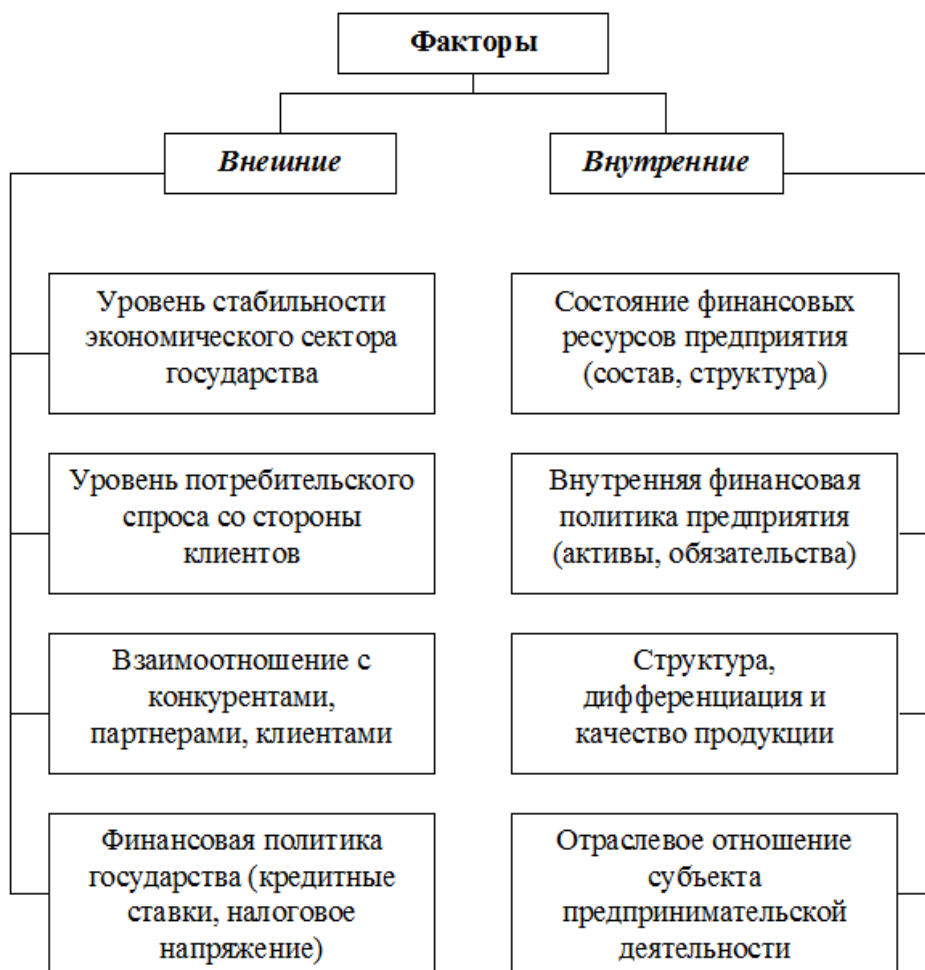 Факторы
Внешние
Внутренние
Уровень стабильности
экономического сектора
государства
Состояние финансовых
ресурсов предприятия
(состав, структура)
Уровень потребительского
спроса со стороны
клиентов
Внутренняя финансовая
политика предприятия
(активы, обязательства)
Взаимоотношение с
конкурентами,
партнерами, клиентами
Структура,
дифференциация и
качество продукции
Финансовая политика
государства (кредитные
ставки, налоговое
напряжение)
Отраслевое отношение
субъекта
предпринимательской
деятельности